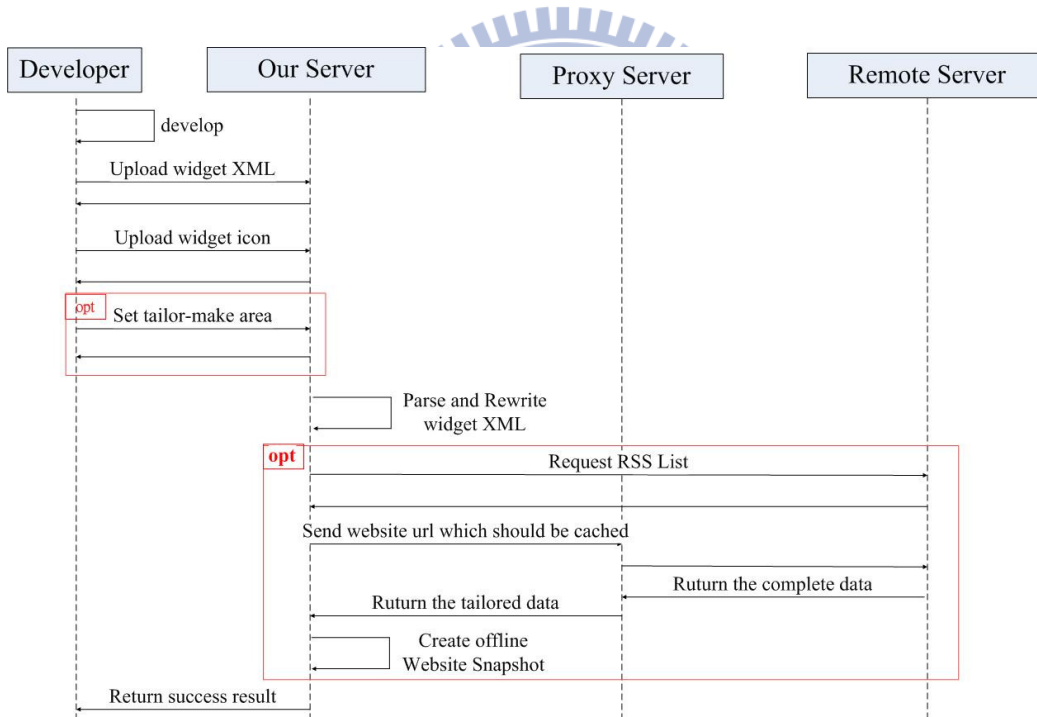 Developer
Our Server
Proxy Server
Remote Server
develop
Upload widget XML
Upload widget icon
opt
Set tailor-make area
Parse and Rewrite
widget XML
opt
Request RSS List
Send website url which should be cached
Ruturn the complete data
Ruturn the tailored data
Create offline
Website Snapshot
Return success result